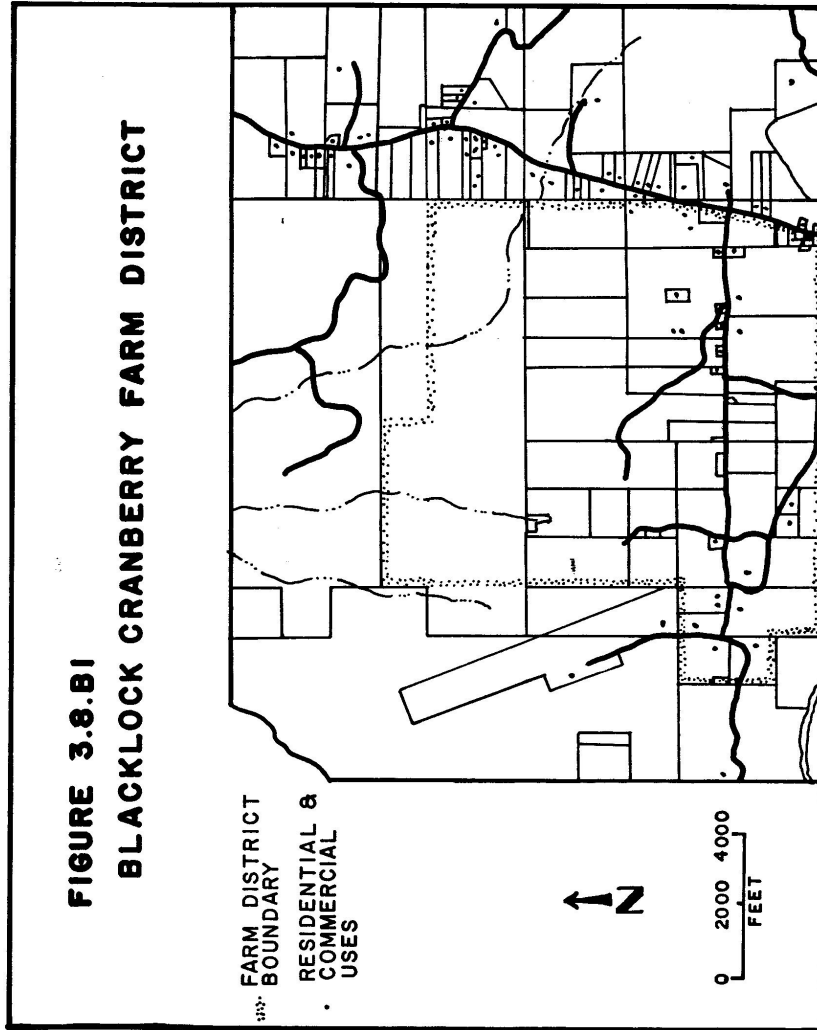 FIGURE 3.8.B1
BLACKLOCK CRANBERRY FARM DISTRICT
FARM DISTRICT
BOUNDARY
RESIDENTIAL &
COMMERCIAL
USES
N
0 2000 4000
FEET